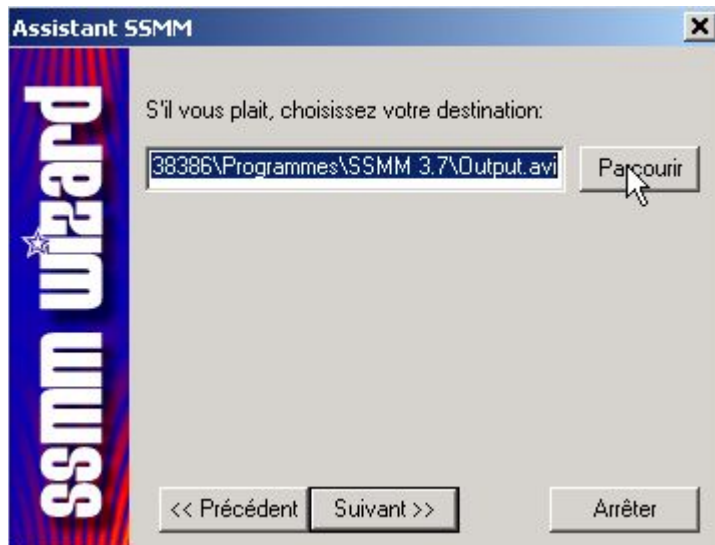 Assistant SSMM
ssmm wizard
S'il vous plait, choisissez votre destination:
38386\Programmes\SSMM 3.7\Output.avi
Parcourir
<< Précédent
Suivant >>
Arrêter